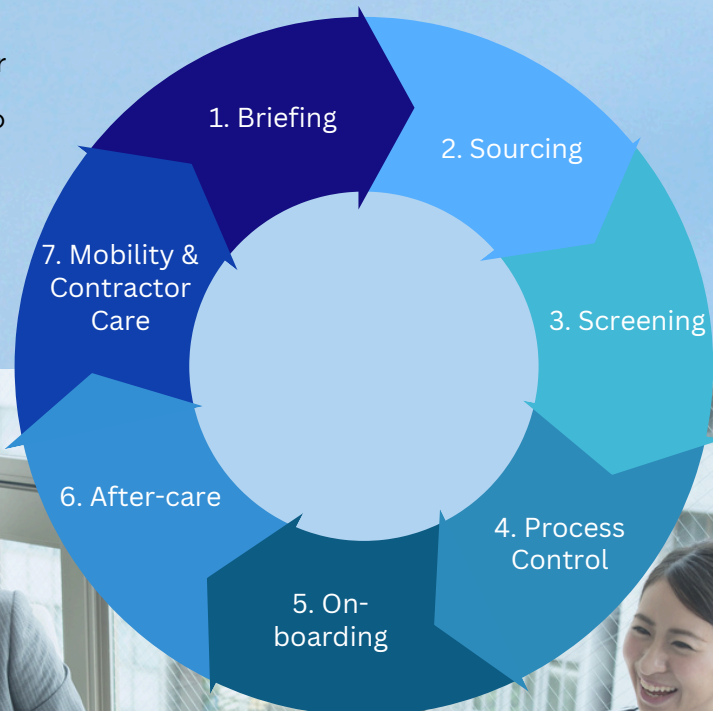 1. Briefing
2. Sourcing
3. Screening
4. Process
Control
5. On-
boarding
6. After-care
7. Mobility &
Contractor
Care